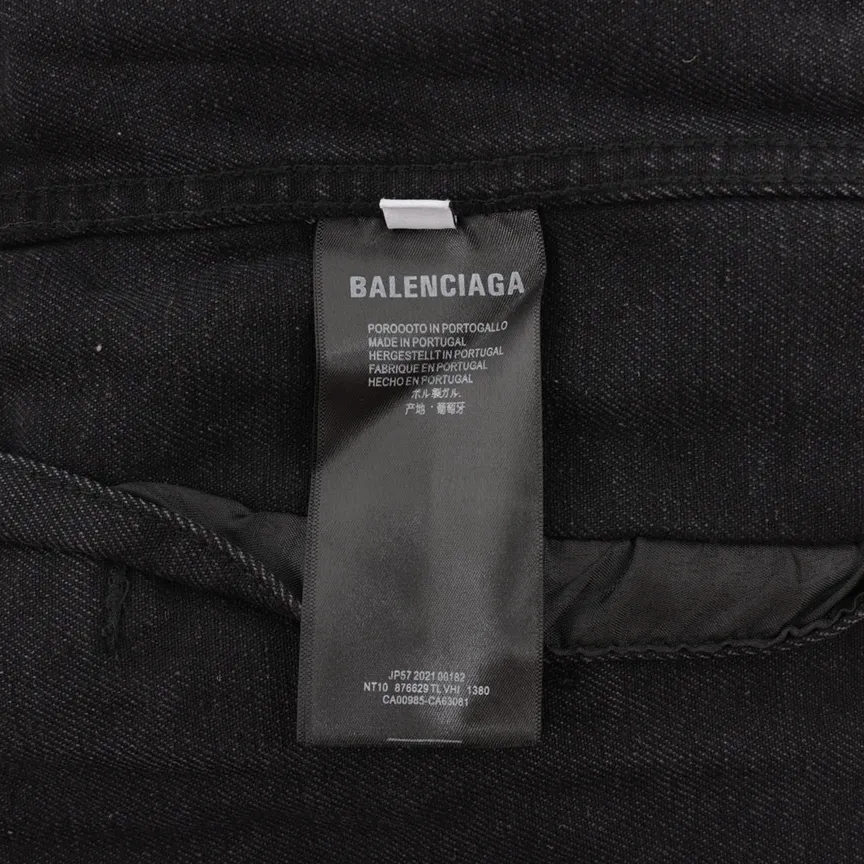 BALENCIAGA
POROOOTO IN PORTOGALLO
MADE IN PORTUGAL
HERGESTELLT IN PORTUGAL
FABRIQUE EN PORTUGAL
HECHO EN PORTUGAL
ポル製ガル.
产地·葡萄牙
JP57 2021 00182
NT10 876629 TLVHI 1380
CA00985-CA63081